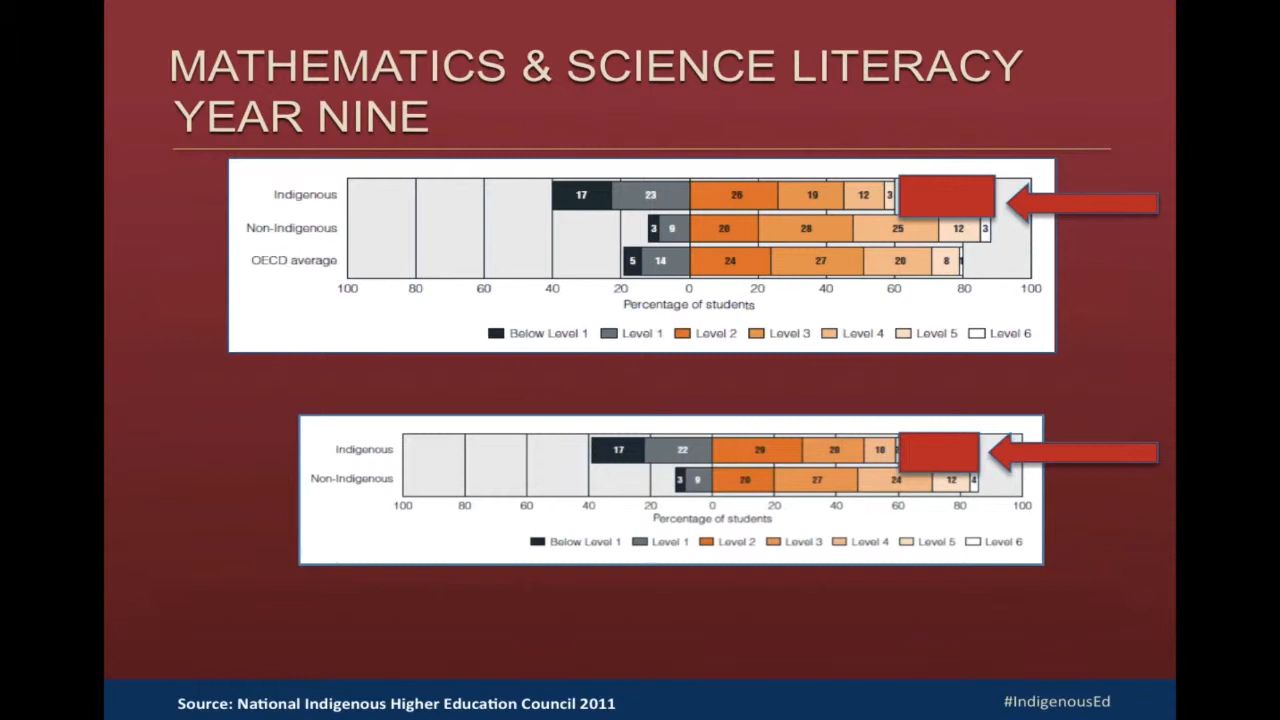 MATHEMATICS & SCIENCE LITERACY
YEAR NINE
Indigenous 17 23 26 19 12 3
Non-Indigenous 3 9 20 28 25 12 3
OECD average 5 14 24 27 20 8 1
100 80 60 40 20 0 20 40 60 80 100
Percentage of students
Below Level 1 Level 1 Level 2 Level 3 Level 4 Level 5 Level 6
Indigenous 17 22 29 20 10
Non-Indigenous 3 9 20 27 24 12 4
100 80 60 40 20 0 20 40 60 80 100
Percentage of students
Below Level 1 Level 1 Level 2 Level 3 Level 4 Level 5 Level 6
Source: National Indigenous Higher Education Council 2011
#IndigenousEd